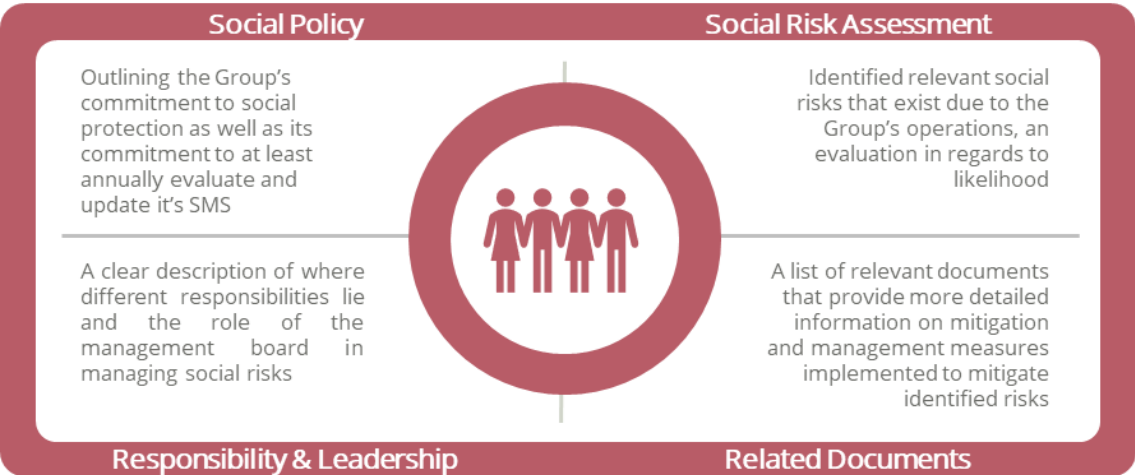 Social Policy
Outlining the Group's
commitment to social
protection as well as its
commitment to at least
annually evaluate and
update it's SMS
Social Risk Assessment
Identified relevant social
risks that exist due to the
Group's operations, an
evaluation in regards to
likelihood
A clear description of where
different responsibilities lie
and the role of the
management board in
managing social risks
Responsibility & Leadership
A list of relevant documents
that provide more detailed
information on mitigation
and management measures
implemented to mitigate
identified risks
Related Documents